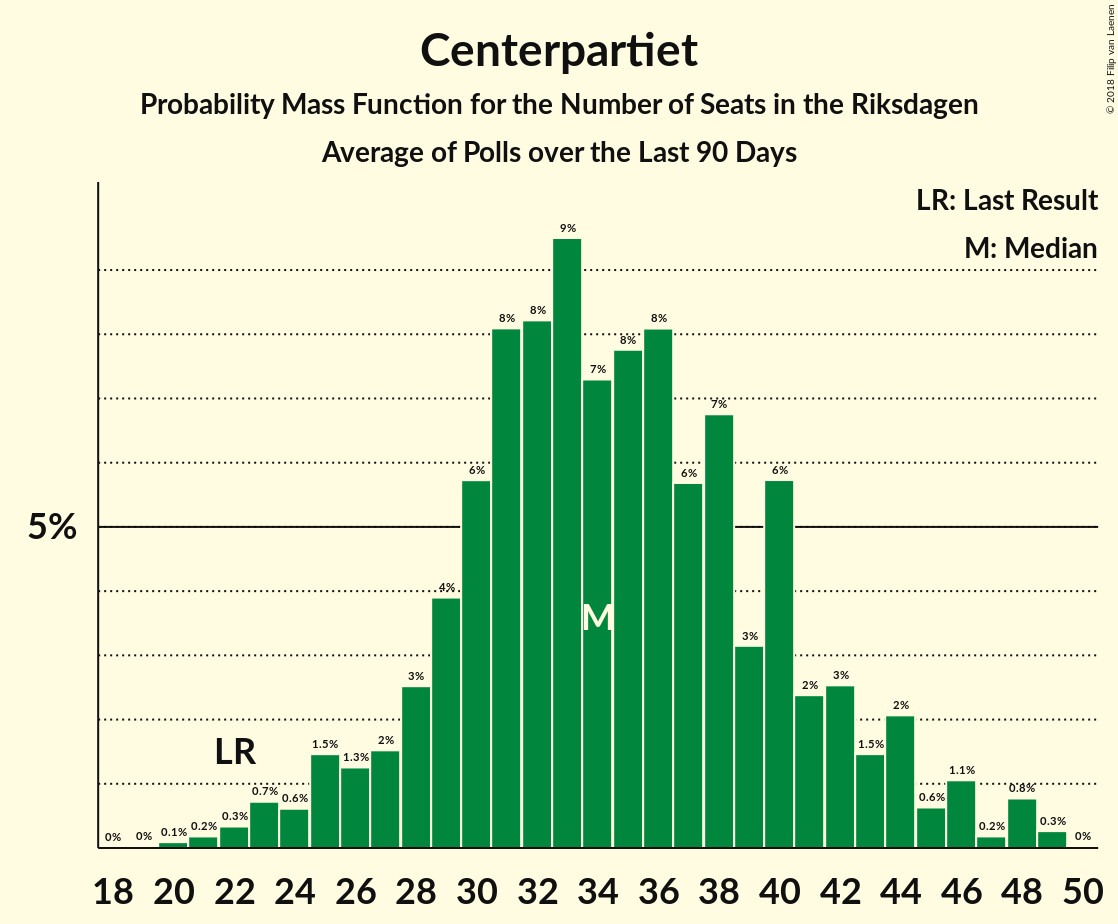 Centerpartiet
Probability Mass Function for the Number of Seats in the Riksdagen
Average of Polls over the Last 90 Days
© 2018 Filip van Laenen
LR: Last Result
M: Median
5%
0% 0% 0.1% 0.2% 0.3% 0.7% 0.6% 1.5% 1.3% 2% 3% 4% 6% 8% 8% 9% 7% 8% 8% 6% 7% 3% 6% 2% 3% 1.5% 2% 0.6% 1.1% 0.2% 0.8% 0.3% 0%
LR
M
18 20 22 24 26 28 30 32 34 36 38 40 42 44 46 48 50